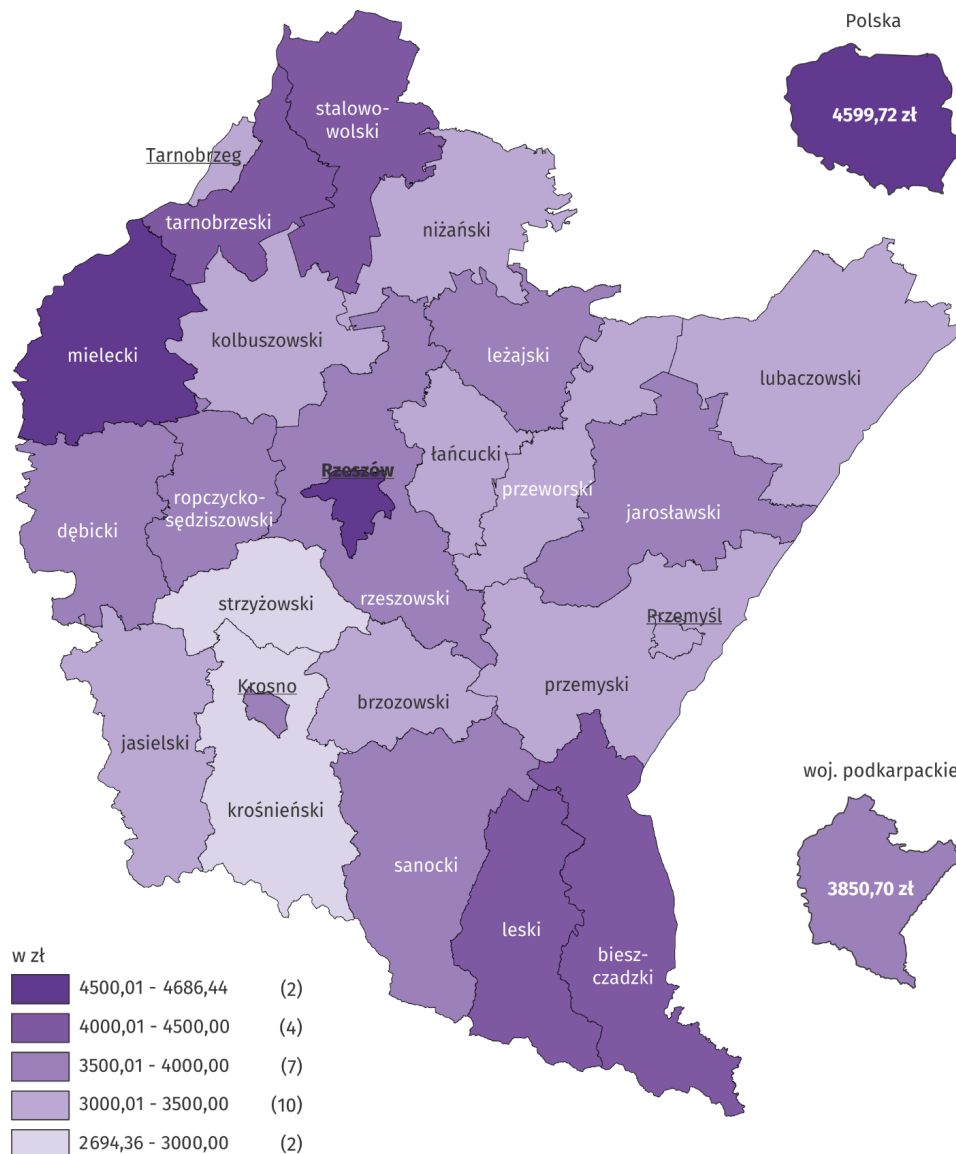 Polska
4599,72 zł
stalowo-
wolski
Tarnobrzeg
tarnobrzeski
niżański
mielecki
kolbuszowski
leżajski
lubaczowski
łańcucki
Rzeszów
przeworski
ropczycko-
sędziszowski
dębicki
jarosławski
strzyżowski
rzeszowski
Przemyśl
Krosno
brzozowski
przemyski
jasielski
krośnieński
woj. podkarpackie
sanocki
3850,70 zł
leski
biesz-
czadzki
w zł
4500,01 - 4686,44 (2)
4000,01 - 4500,00 (4)
3500,01 - 4000,00 (7)
3000,01 - 3500,00 (10)
2694,36 - 3000,00 (2)